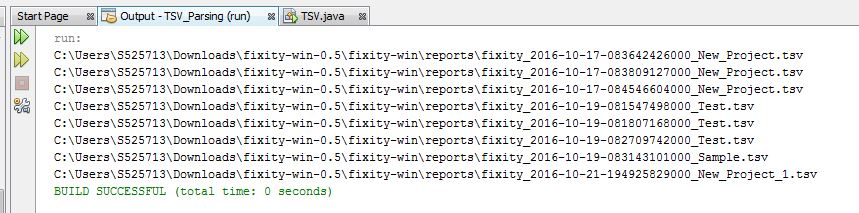 Start Page
Output - TSV_Parsing (run)
TSV.java
run:
C:\Users\S525713\Downloads\fixity-win-0.5\fixity-win\reports\fixity_2016-10-17-083642426000_New_Project.tsv
C:\Users\S525713\Downloads\fixity-win-0.5\fixity-win\reports\fixity_2016-10-17-083809127000_New_Project.tsv
C:\Users\S525713\Downloads\fixity-win-0.5\fixity-win\reports\fixity_2016-10-17-084546604000_New_Project.tsv
C:\Users\S525713\Downloads\fixity-win-0.5\fixity-win\reports\fixity_2016-10-19-081547498000_Test.tsv
C:\Users\S525713\Downloads\fixity-win-0.5\fixity-win\reports\fixity_2016-10-19-081807168000_Test.tsv
C:\Users\S525713\Downloads\fixity-win-0.5\fixity-win\reports\fixity_2016-10-19-082709742000_Test.tsv
C:\Users\S525713\Downloads\fixity-win-0.5\fixity-win\reports\fixity_2016-10-19-083143101000_Sample.tsv
C:\Users\S525713\Downloads\fixity-win-0.5\fixity-win\reports\fixity_2016-10-21-194925829000_New_Project_1.tsv
BUILD SUCCESSFUL (total time: 0 seconds)